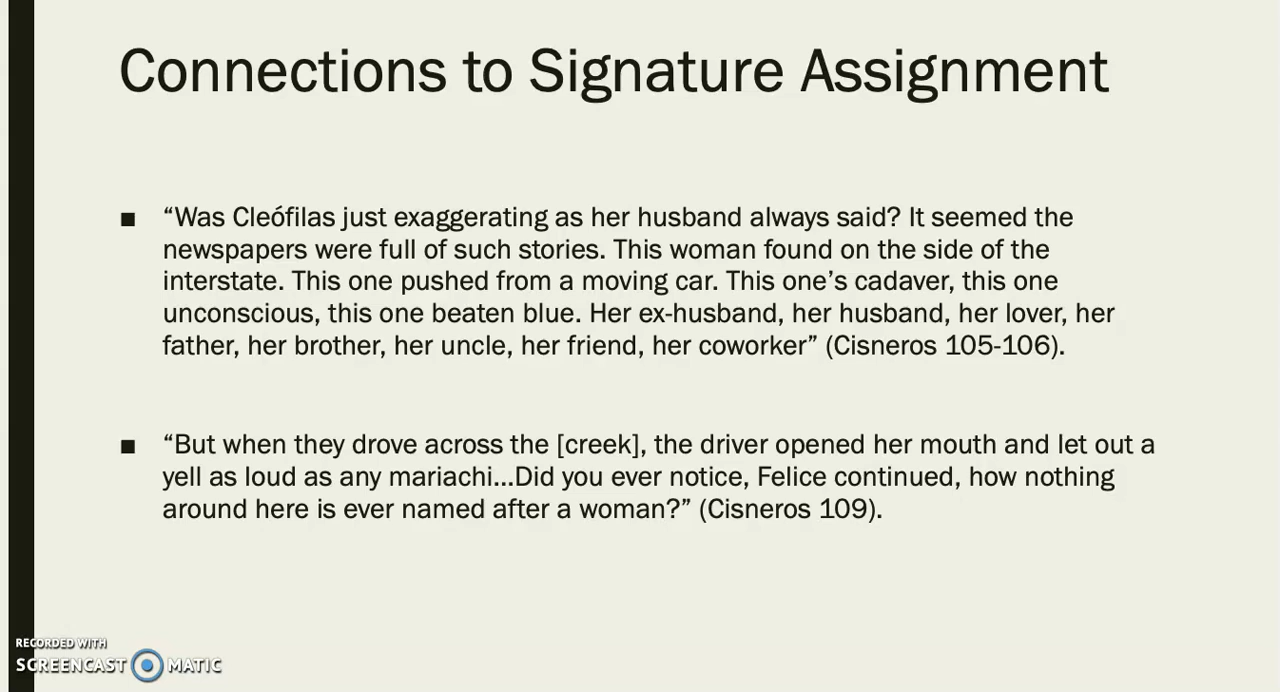 Connections to Signature Assignment
■ “Was Cleófilas just exaggerating as her husband always said? It seemed the
newspapers were full of such stories. This woman found on the side of the
interstate. This one pushed from a moving car. This one’s cadaver, this one
unconscious, this one beaten blue. Her ex-husband, her husband, her lover, her
father, her brother, her uncle, her friend, her coworker” (Cisneros 105-106).
■ “But when they drove across the [creek], the driver opened her mouth and let out a
yell as loud as any mariachi...Did you ever notice, Felice continued, how nothing
around here is ever named after a woman?” (Cisneros 109).
RECORDED WITH
SCREENCAST MATIC